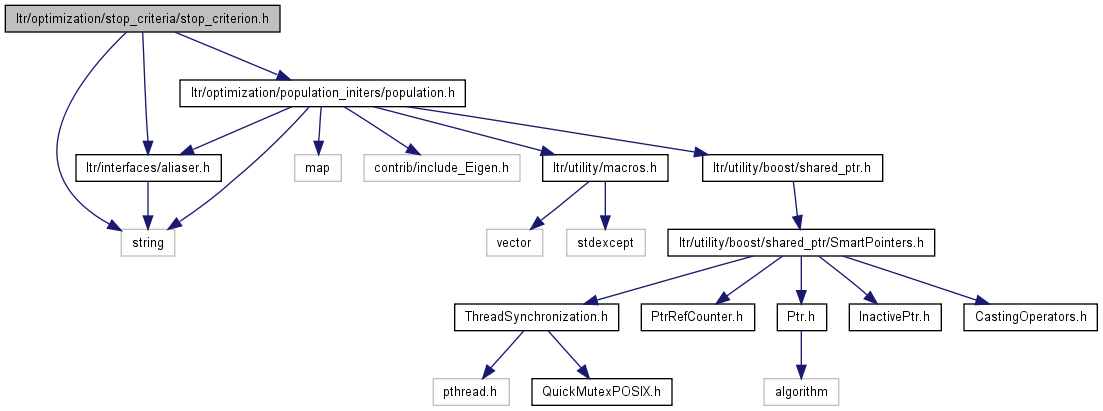 ltr/optimization/stop_criteria/stop_criterion.h
ltr/optimization/population_initers/population.h
ltr/interfaces/aliaser.h
map
contrib/include_Eigen.h
ltr/utility/macros.h
ltr/utility/boost/shared_ptr.h
string
vector
stdexcept
ltr/utility/boost/shared_ptr/SmartPointers.h
ThreadSynchronization.h
PtrRefCounter.h
Ptr.h
InactivePtr.h
CastingOperators.h
pthread.h
QuickMutexPOSIX.h
algorithm